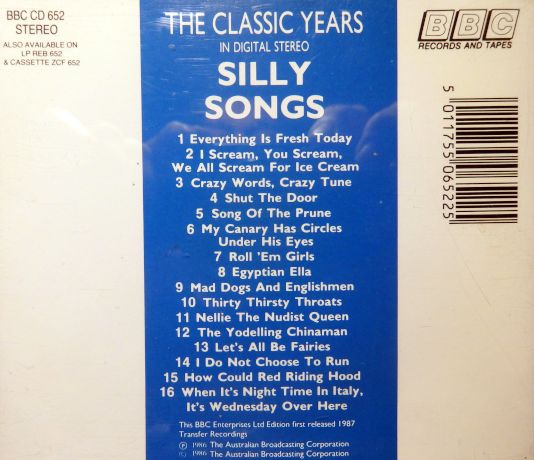 BBC CD 652
STEREO
ALSO AVAILABLE ON
LP REB 652
& CASSETTE ZCF 652
THE CLASSIC YEARS
IN DIGITAL STEREO
SILLY
SONGS
1 Everything Is Fresh Today
2 I Scream, You Scream,
We All Scream For Ice Cream
3 Crazy Words, Crazy Tune
4 Shut The Door
5 Song Of The Prune
6 My Canary Has Circles
Under His Eyes
7 Roll 'Em Girls
8 Egyptian Ella
9 Mad Dogs And Englishmen
10 Thirty Thirsty Throats
11 Nellie The Nudist Queen
12 The Yodelling Chinaman
13 Let's All Be Fairies
14 I Do Not Choose To Run
15 How Could Red Riding Hood
16 When It's Night Time In Italy,
It's Wednesday Over Here
This BBC Enterprises Ltd Edition first released 1987
Transfer Recordings
℗ 1986 The Australian Broadcasting Corporation
© 1986 The Australian Broadcasting Corporation
BBC
RECORDS AND TAPES
5 011755 065225